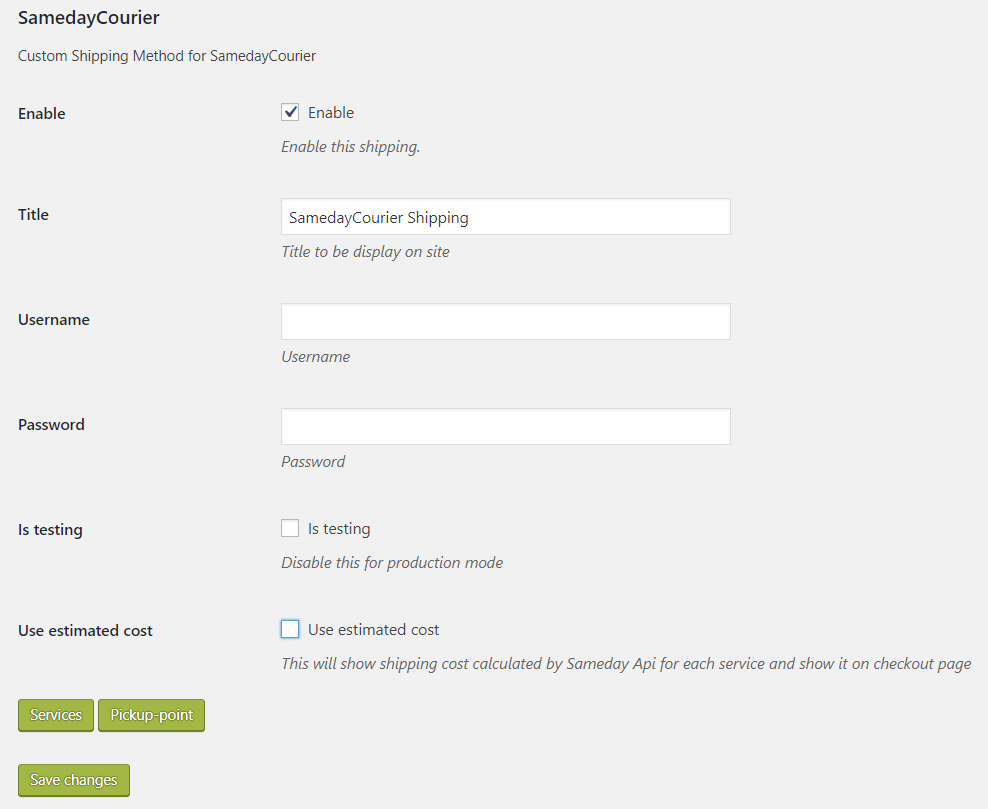 SamedayCourier
Custom Shipping Method for SamedayCourier
Enable
Enable
Enable this shipping.
Title
SamedayCourier Shipping
Title to be display on site
Username
Username
Password
Password
Is testing
Is testing
Disable this for production mode
Use estimated cost
Use estimated cost
This will show shipping cost calculated by Sameday Api for each service and show it on checkout page
Services Pickup-point
Save changes